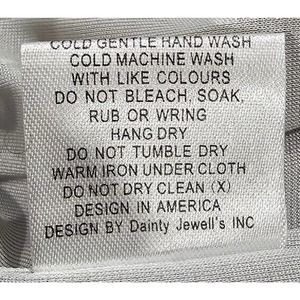 COLD GENTLE HAND WASH
COLD MACHINE WASH
WITH LIKE COLOURS
DO NOT BLEACH, SOAK,
RUB OR WRING
HANG DRY
DO NOT TUMBLE DRY
WARM IRON UNDER CLOTH
DO NOT DRY CLEAN (X)
DESIGN IN AMERICA
DESIGN BY Dainty Jewell's INC